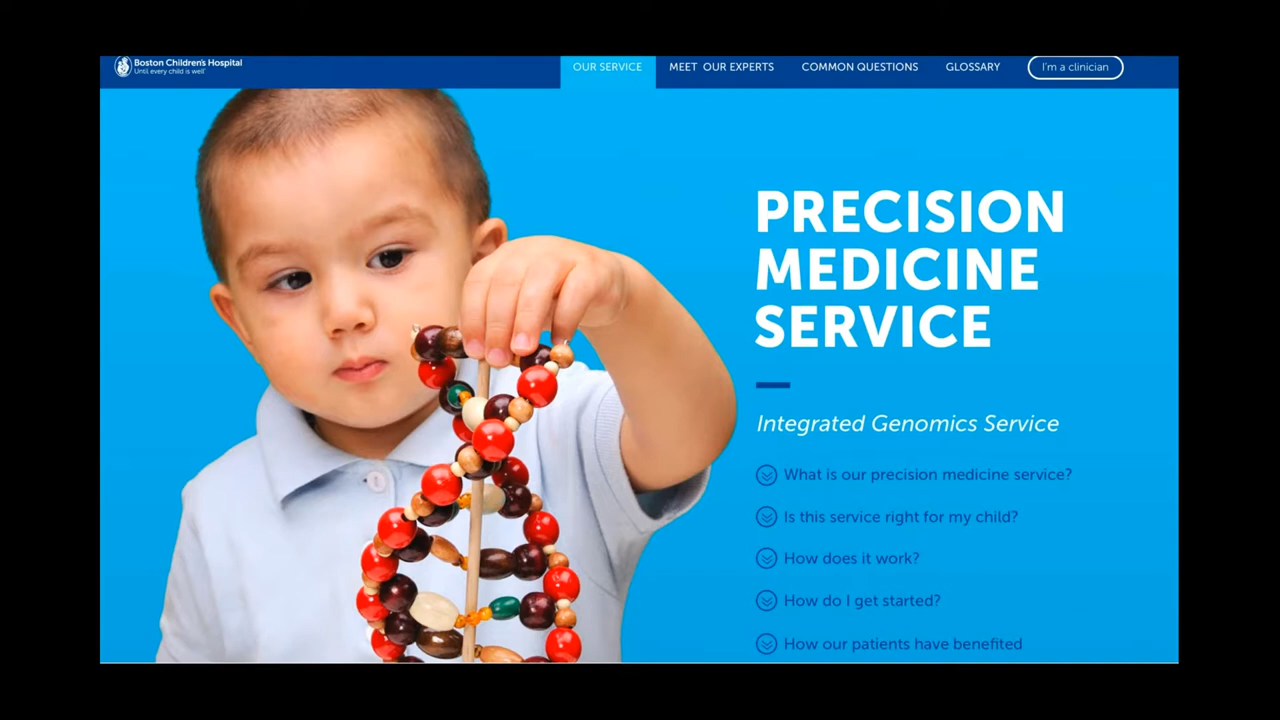 Boston Children's Hospital
Until every child is well
OUR SERVICE
MEET OUR EXPERTS
COMMON QUESTIONS
GLOSSARY
I'm a clinician
PRECISION
MEDICINE
SERVICE
Integrated Genomics Service
What is our precision medicine service?
Is this service right for my child?
How does it work?
How do I get started?
How our patients have benefited